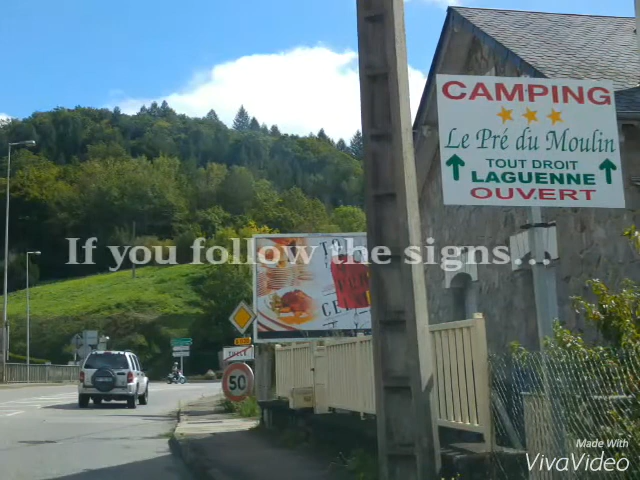 CAMPING
Le Pré du Moulin
TOUT DROIT
LAGUENNE
OUVERT
If you follow the signs...
50
Made With
VivaVideo